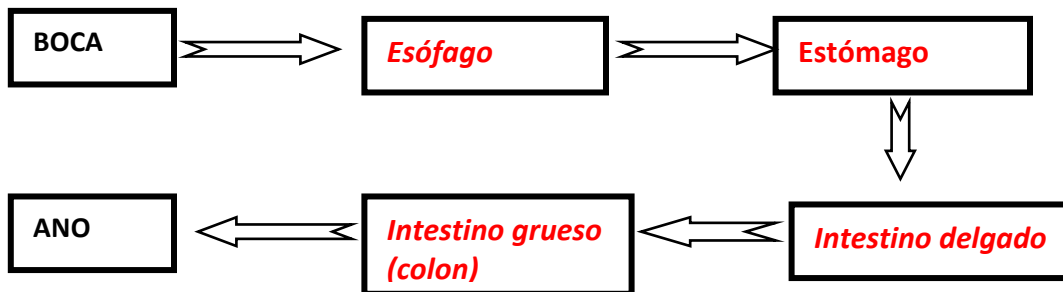 BOCA
Esófago
Estómago
Intestino delgado
Intestino grueso
(colon)
ANO